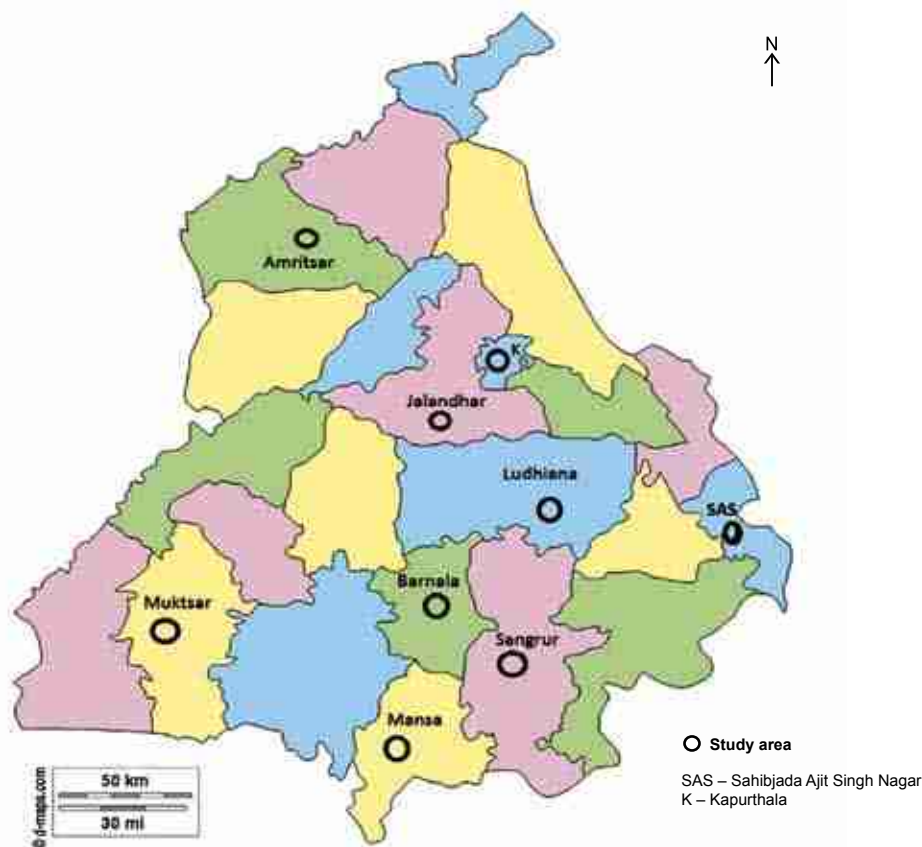 N
Amritsar
K
Jalandhar
Ludhiana
SAS
Barnala
Muktsar
Sangrur
Mansa
Study area
SAS – Sahibjada Ajit Singh Nagar
K – Kapurthala
50 km
30 mi
© d-maps.com